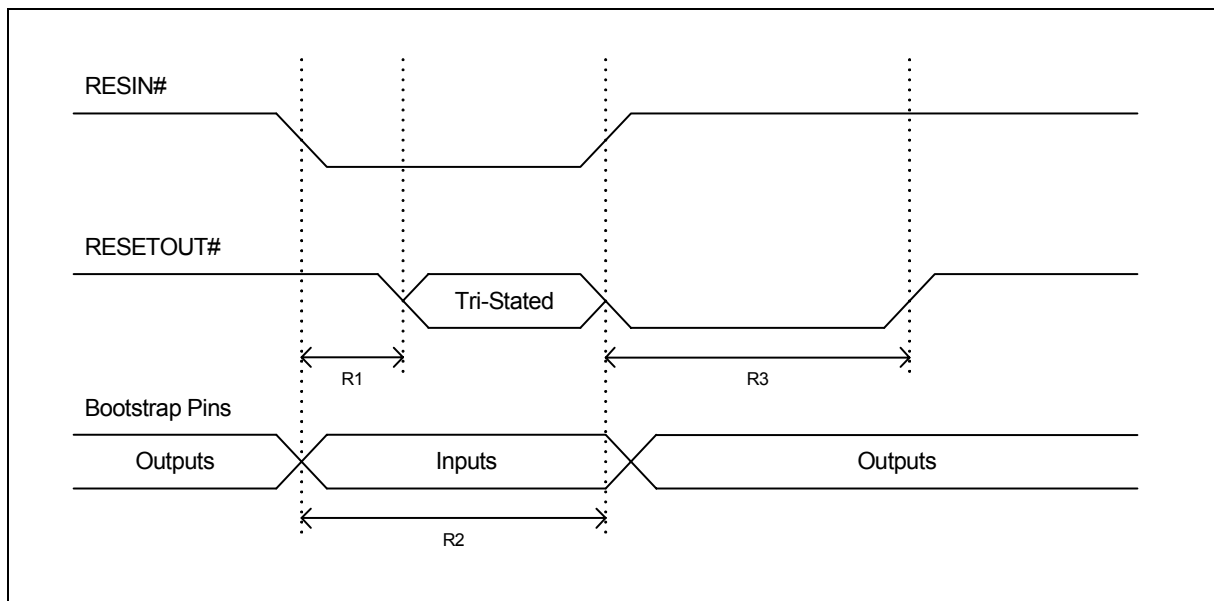 RESIN#
RESETOUT#
Tri-Stated
R1
R3
Bootstrap Pins
Outputs
Inputs
Outputs
R2